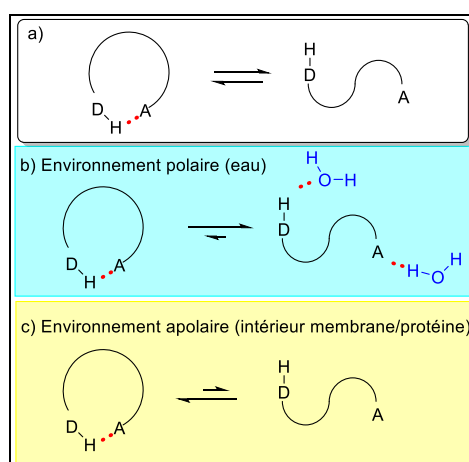 a)
H
D
D
H
A
A
b) Environnement polaire (eau)
H
O
H
H
D
D
H
A
A
H
O
H
c) Environnement apolaire (intérieur membrane/protéine)
H
D
D
H
A
A